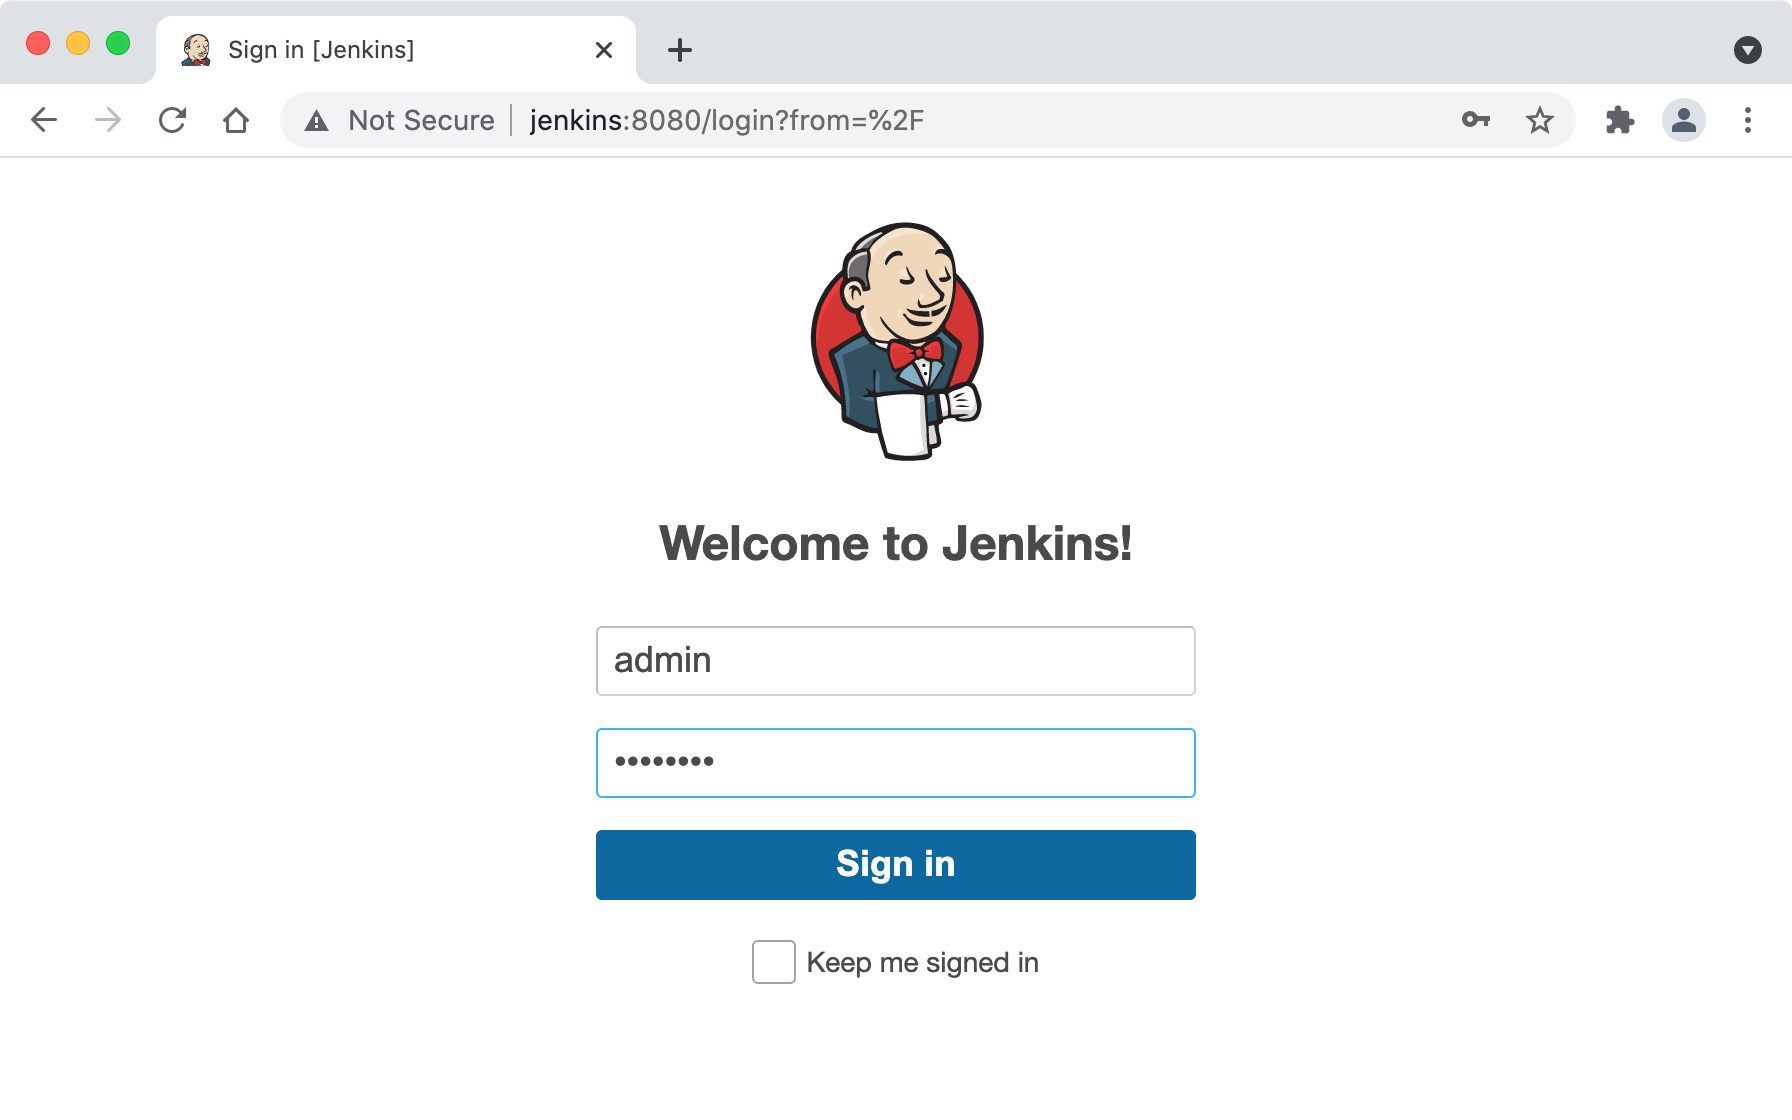 Sign in [Jenkins]
Not Secure
jenkins:8080/login?from=%2F
Welcome to Jenkins!
admin
••••••••
Sign in
Keep me signed in